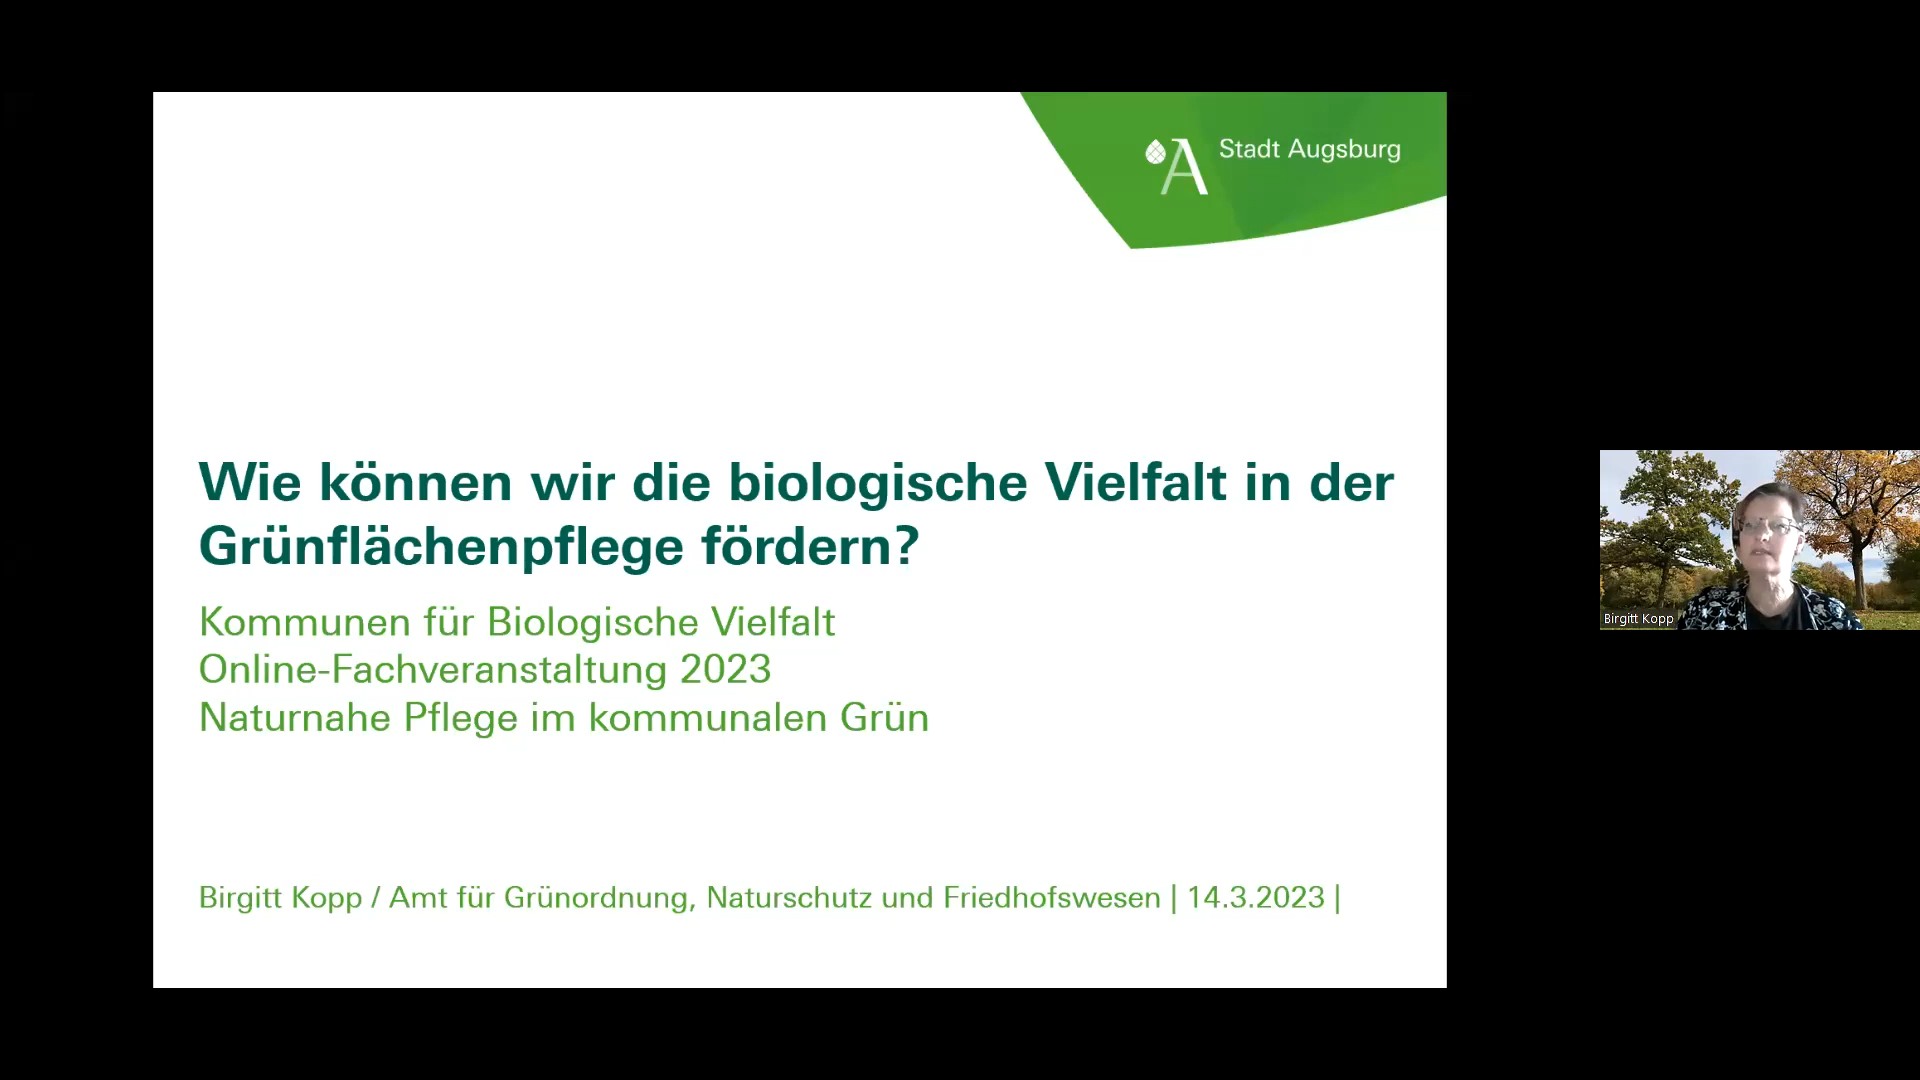 Stadt Augsburg
Wie können wir die biologische Vielfalt in der
Grünflächenpflege fördern?
Kommunen für Biologische Vielfalt
Online-Fachveranstaltung 2023
Naturnahe Pflege im kommunalen Grün
Birgitt Kopp / Amt für Grünordnung, Naturschutz und Friedhofswesen | 14.3.2023 |
Birgitt Kopp